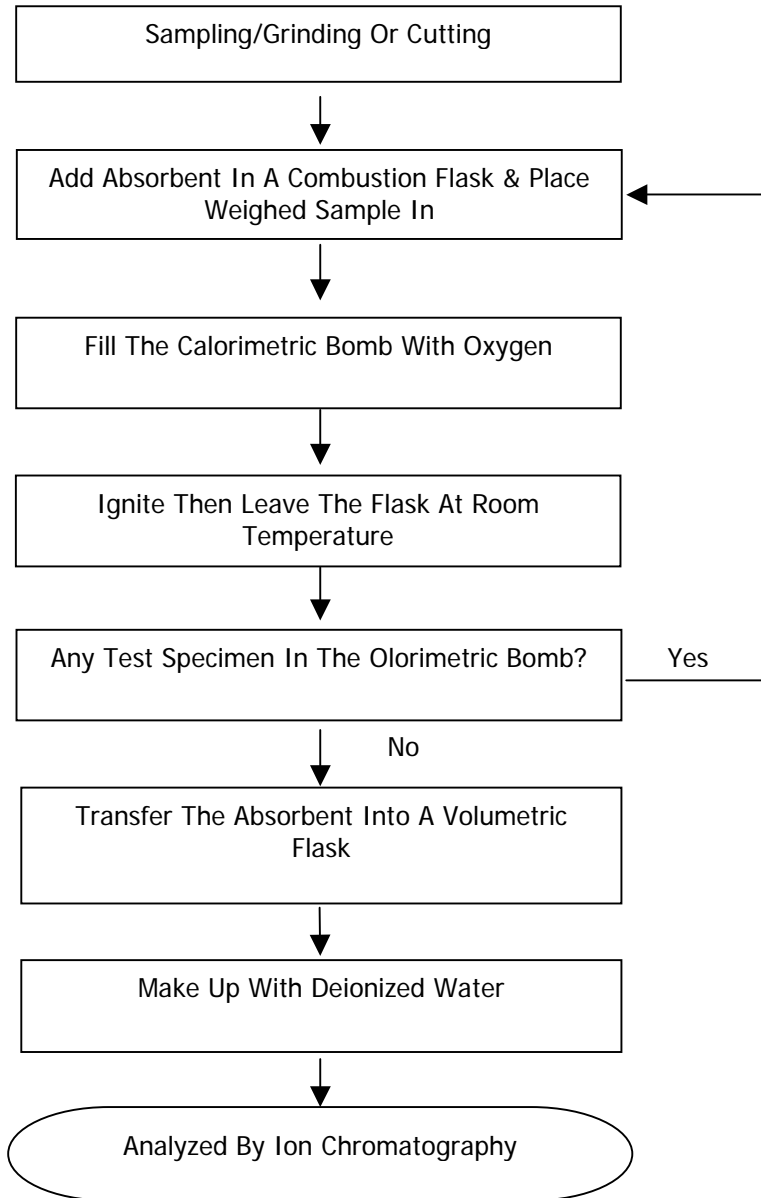 Sampling/Grinding Or Cutting
Add Absorbent In A Combustion Flask & Place
Weighed Sample In
Fill The Calorimetric Bomb With Oxygen
Ignite Then Leave The Flask At Room
Temperature
Any Test Specimen In The Olorimetric Bomb?
Yes
No
Transfer The Absorbent Into A Volumetric
Flask
Make Up With Deionized Water
Analyzed By Ion Chromatography